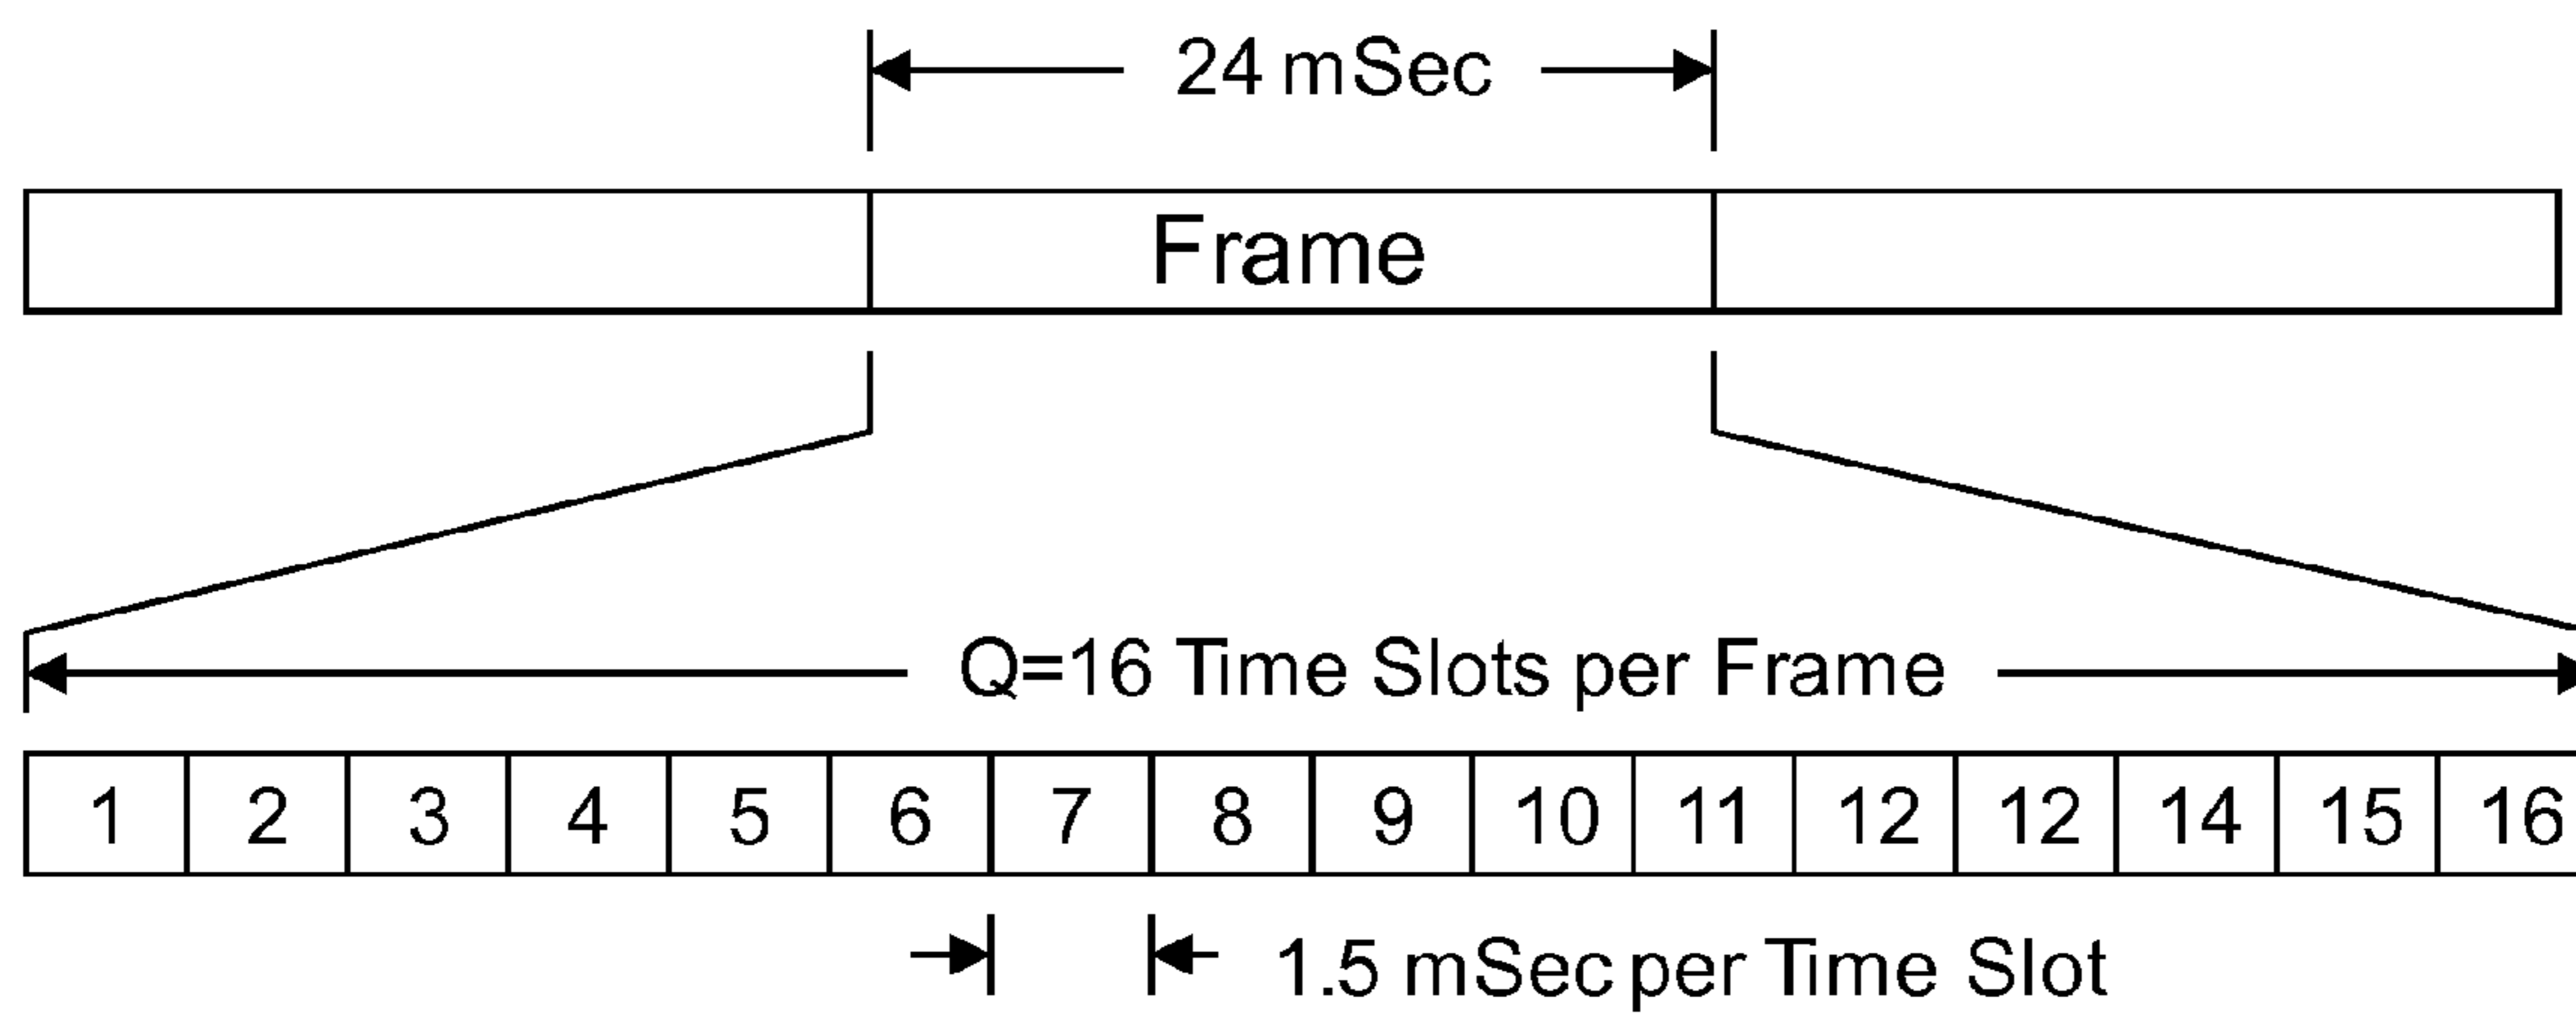 24 mSec
Frame
Q=16 Time Slots per Frame
1 2 3 4 5 6 7 8 9 10 11 12 12 14 15 16
1.5 mSec per Time Slot